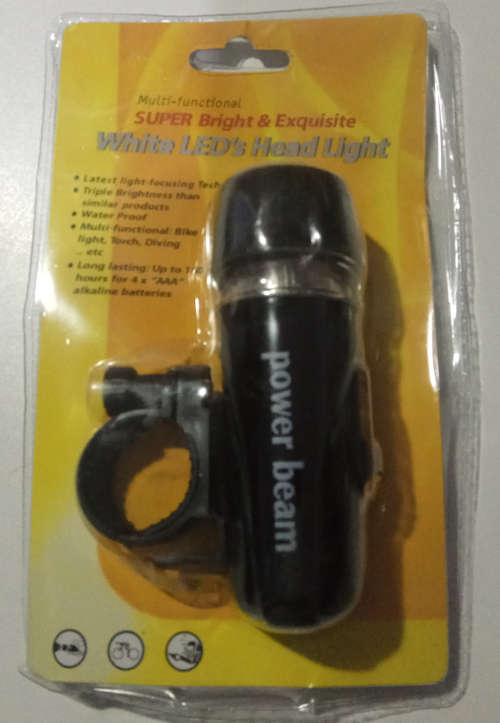 Multi-functional
SUPER Bright & Exquisite
White LED's Head Light
• Latest light-focusing Tech
• Triple Brightness than
similar products
• Water Proof
• Multi-functional: Bike
light, Torch, Diving
.. etc
• Long lasting: Up to
hours for 4 x "AAA"
alkaline batteries
power beam